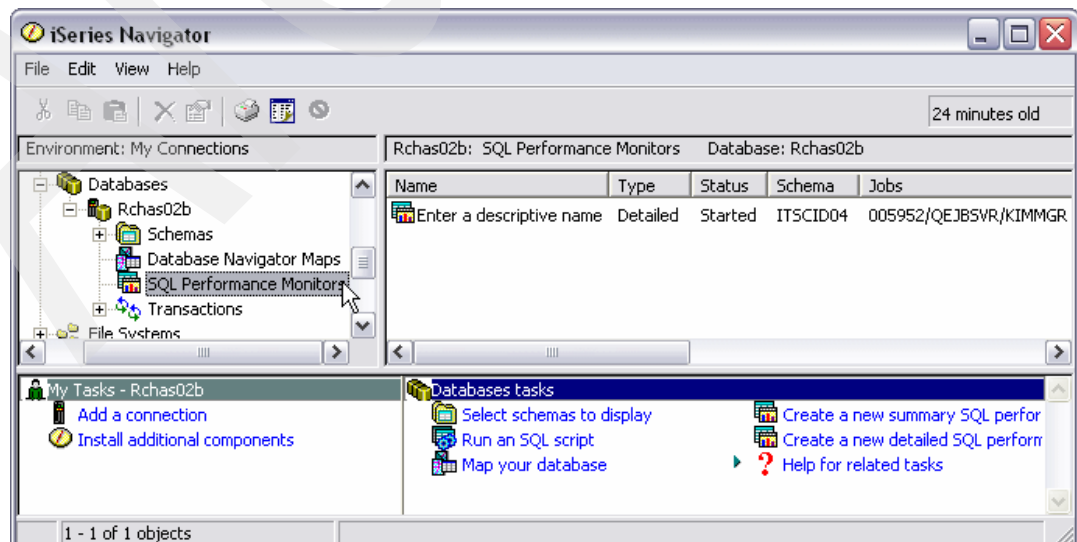 iSeries Navigator
File Edit View Help
24 minutes old
Environment: My Connections
Rchas02b: SQL Performance Monitors Database: Rchas02b
Databases
Rchas02b
Schemas
Database Navigator Maps
SQL Performance Monitors
Transactions
File Systems
Name Type Status Schema Jobs
Enter a descriptive name Detailed Started ITSCID04 005952/QEJBSVR/KIMMGR
My Tasks - Rchas02b
Add a connection
Install additional components
Databases tasks
Select schemas to display
Run an SQL script
Map your database
Create a new summary SQL perfor
Create a new detailed SQL perform
? Help for related tasks
1 - 1 of 1 objects